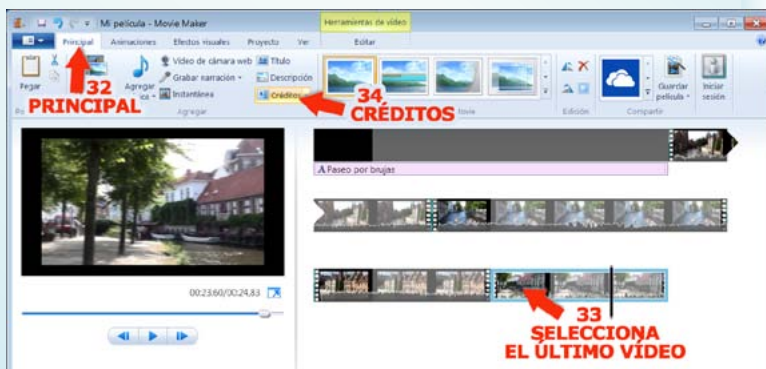 Mi película - Movie Maker
Herramientas de vídeo
Principal
Animaciones
Efectos visuales
Proyecto
Ver
Editar
Vídeo de cámara web
Título
Grabar narración
Descripción
Pegar
Agregar
Instantánea
Créditos
Guardar película
Iniciar sesión
Agregar
Edición
Compartir
32
PRINCIPAL
34
CRÉDITOS
A Paseo por brujas
00:23,60/00:24,83
33
SELECCIONA
EL ÚLTIMO VÍDEO